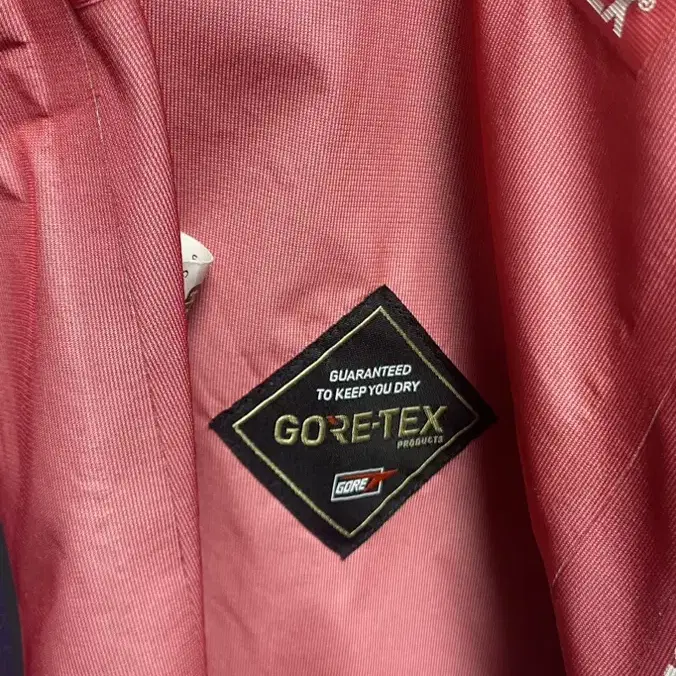 GUARANTEED
TO KEEP YOU DRY
GORE-TEX
PRODUCTS
GORE